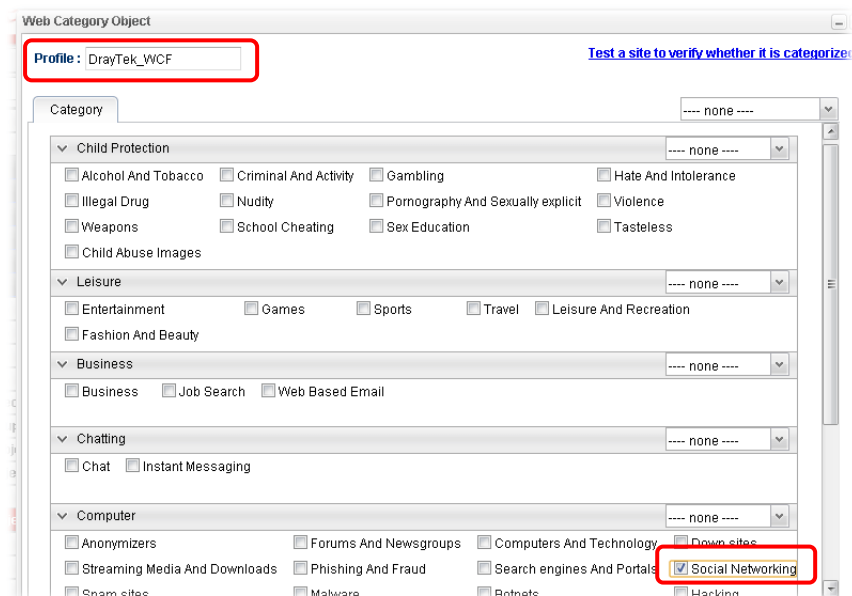 Web Category Object
Profile : DrayTek_WCF Test a site to verify whether it is categorized
Category ---- none ----
Child Protection ---- none ----
Alcohol And Tobacco Criminal And Activity Gambling Hate And Intolerance
Illegal Drug Nudity Pornography And Sexually explicit Violence
Weapons School Cheating Sex Education Tasteless
Child Abuse Images
Leisure ---- none ----
Entertainment Games Sports Travel Leisure And Recreation
Fashion And Beauty
Business ---- none ----
Business Job Search Web Based Email
Chatting ---- none ----
Chat Instant Messaging
Computer ---- none ----
Anonymizers Forums And Newsgroups Computers And Technology Down sites
Streaming Media And Downloads Phishing And Fraud Search engines And Portals Social Networking
Spam sites Malware Botnets Hacking